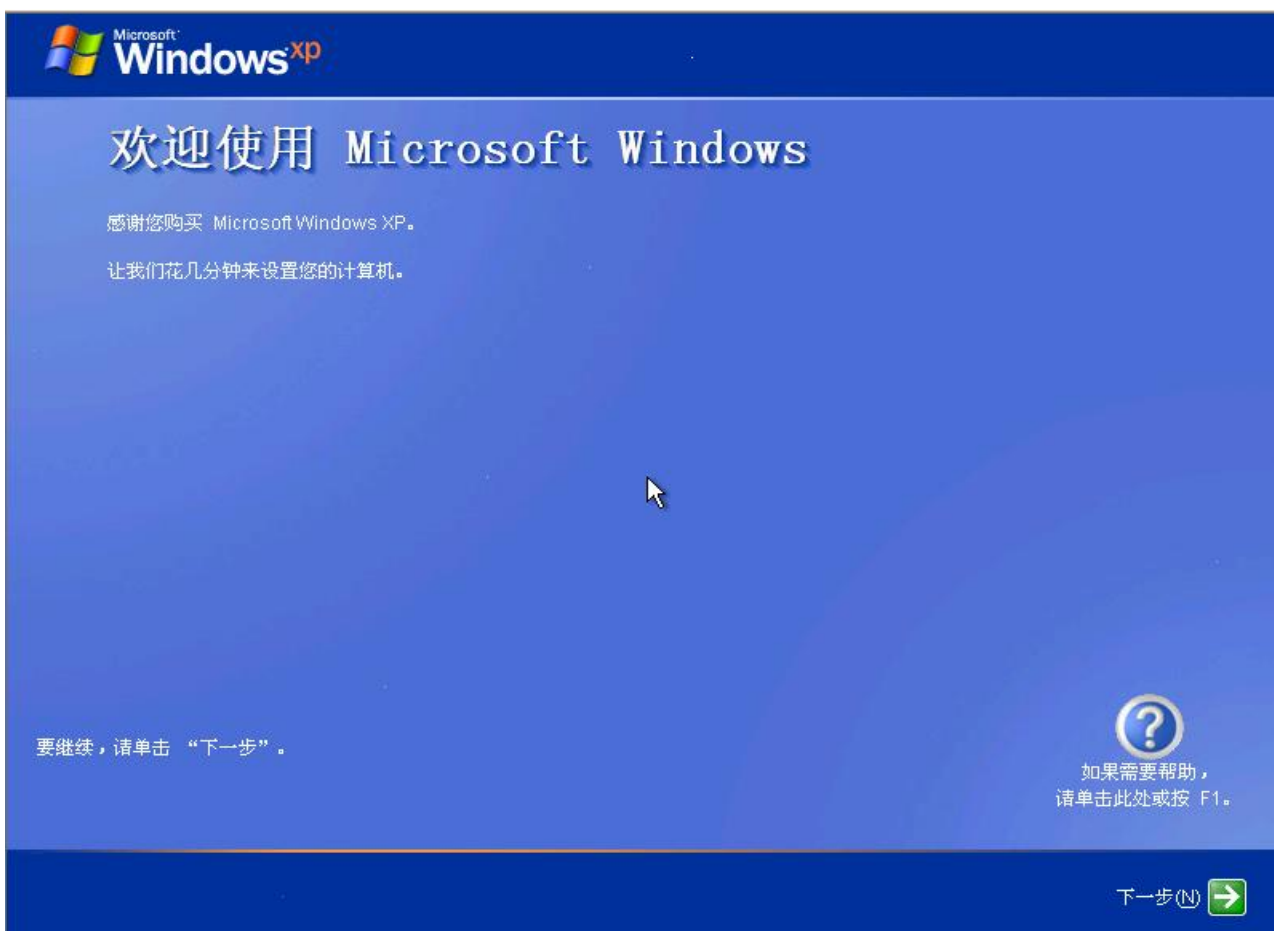 Microsoft
Windows xp
欢迎使用 Microsoft Windows
感谢您购买 Microsoft Windows XP。
让我们花几分钟来设置您的计算机。
要继续，请单击 “下一步”。
如果需要帮助，
请单击此处或按 F1。
下一步(N)